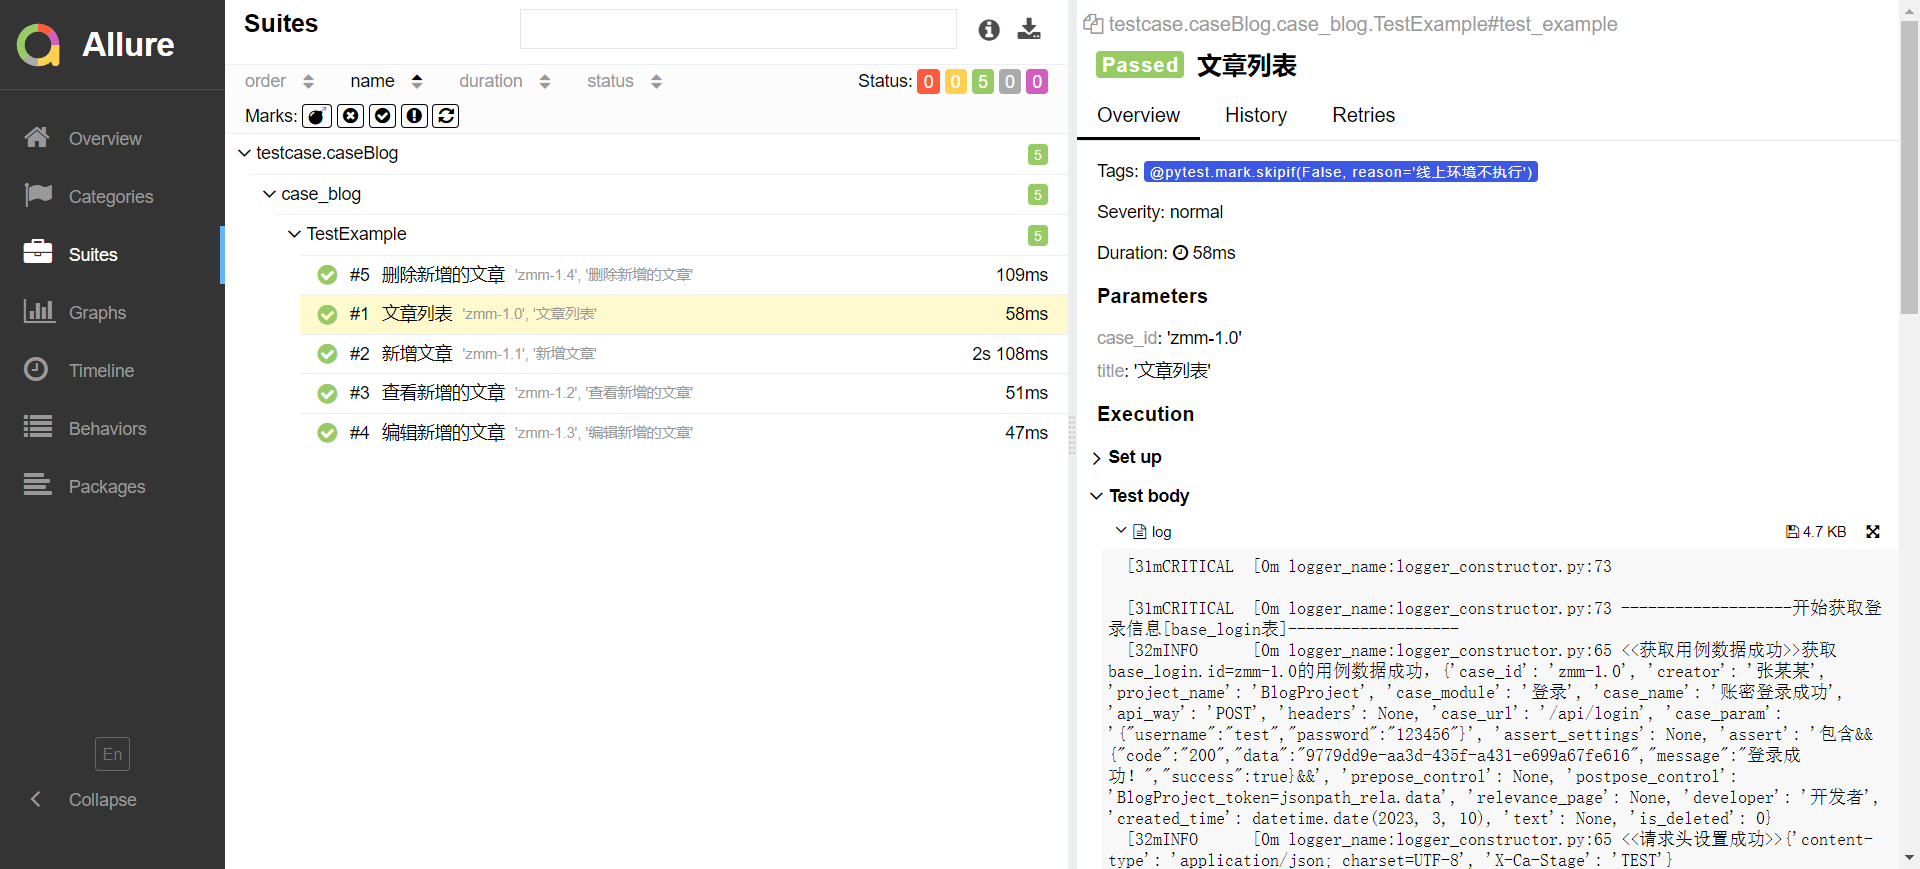 Allure
Overview
Categories
Suites
Graphs
Timeline
Behaviors
Packages
En
Collapse
Suites
order name duration status Status: 0 0 5 0 0
Marks:
testcase.caseBlog 5
case_blog 5
TestExample 5
#5 删除新增的文章 'zmm-1.4', '删除新增的文章' 109ms
#1 文章列表 'zmm-1.0', '文章列表' 58ms
#2 新增文章 'zmm-1.1', '新增文章' 2s 108ms
#3 查看新增的文章 'zmm-1.2', '查看新增的文章' 51ms
#4 编辑新增的文章 'zmm-1.3', '编辑新增的文章' 47ms
testcase.caseBlog.case_blog.TestExample#test_example
Passed 文章列表
Overview History Retries
Tags: @pytest.mark.skipif(False, reason='线上环境不执行')
Severity: normal
Duration: 58ms
Parameters
case_id: 'zmm-1.0'
title: '文章列表'
Execution
Set up
Test body
log 4.7 KB
[31mCRITICAL [0m logger_name:logger_constructor.py:73
[31mCRITICAL [0m logger_name:logger_constructor.py:73 -------------------开始获取登
录信息[base_login表]-------------------
[32mINFO [0m logger_name:logger_constructor.py:65 <<获取用例数据成功>>获取
base_login.id=zmm-1.0的用例数据成功, {'case_id': 'zmm-1.0', 'creator': '张某某',
'project_name': 'BlogProject', 'case_module': '登录', 'case_name': '账密登录成功',
'api_way': 'POST', 'headers': None, 'case_url': '/api/login', 'case_param':
'{"username":"test","password":"123456"}', 'assert_settings': None, 'assert': '包含&&
{"code":"200","data":"9779dd9e-aa3d-435f-a431-e699a67fe616","message":"登录成
功！","success":true}&&', 'prepose_control': None, 'postpose_control':
'BlogProject_token=jsonpath_rela.data', 'relevance_page': None, 'developer': '开发者',
'created_time': datetime.date(2023, 3, 10), 'text': None, 'is_deleted': 0}
[32mINFO [0m logger_name:logger_constructor.py:65 <<请求头设置成功>>{'content-
type': 'application/json; charset=UTF-8', 'X-Ca-Stage': 'TEST'}